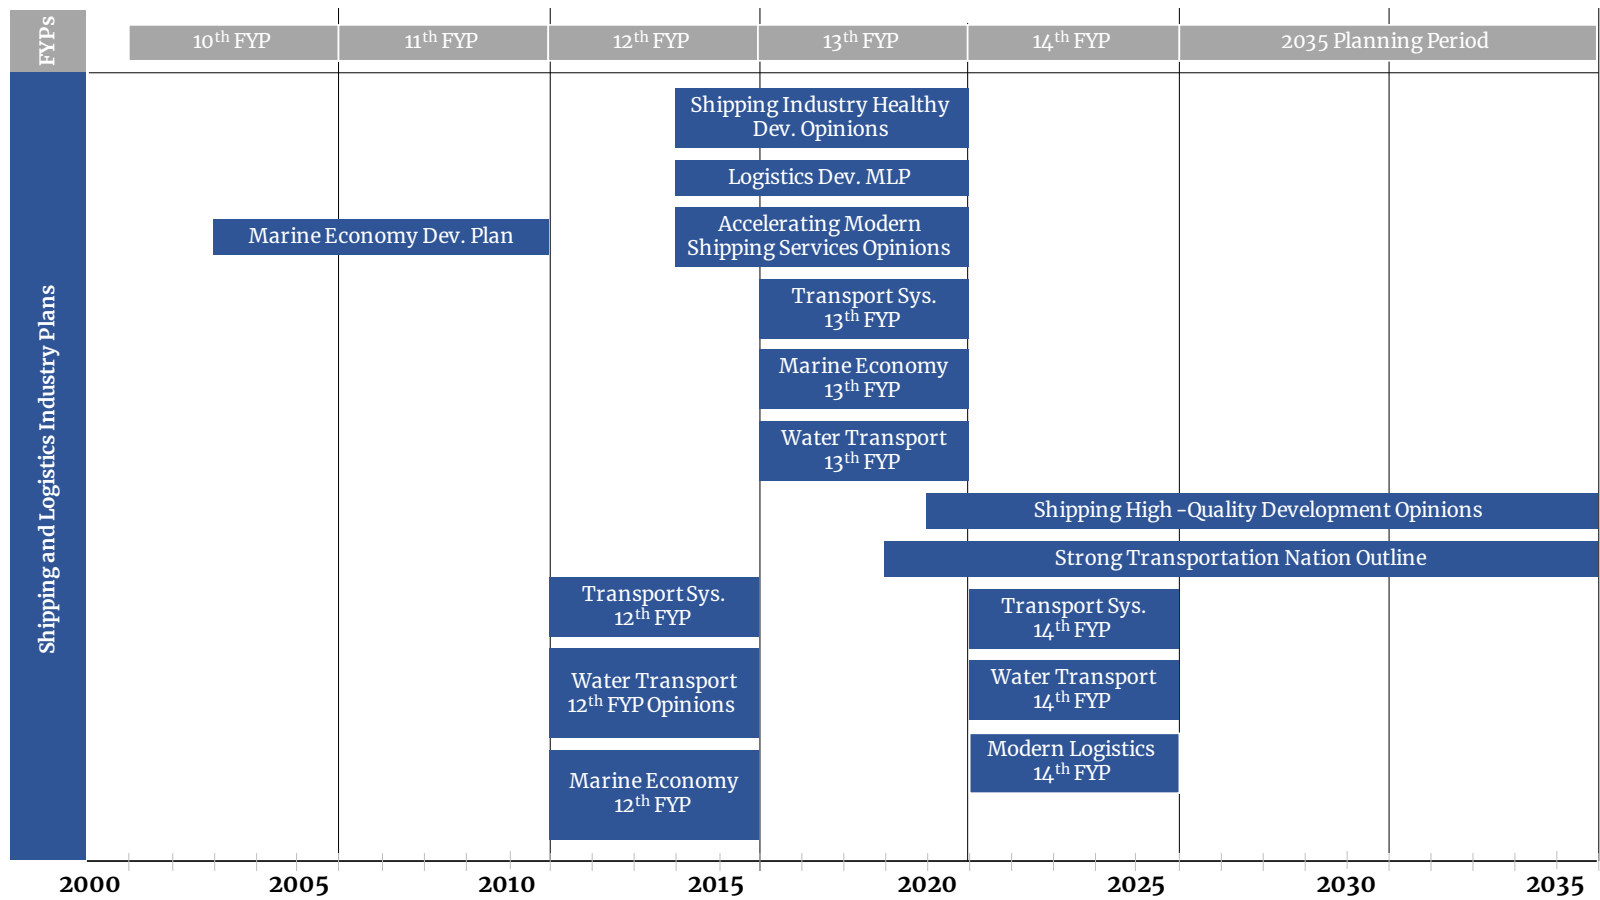 FYPs
10th FYP
11th FYP
12th FYP
13th FYP
14th FYP
2035 Planning Period
Shipping and Logistics Industry Plans
Shipping Industry Healthy
Dev. Opinions
Logistics Dev. MLP
Marine Economy Dev. Plan
Accelerating Modern
Shipping Services Opinions
Transport Sys.
13th FYP
Marine Economy
13th FYP
Water Transport
13th FYP
Shipping High -Quality Development Opinions
Strong Transportation Nation Outline
Transport Sys.
12th FYP
Transport Sys.
14th FYP
Water Transport
12th FYP Opinions
Water Transport
14th FYP
Marine Economy
12th FYP
Modern Logistics
14th FYP
2000
2005
2010
2015
2020
2025
2030
2035